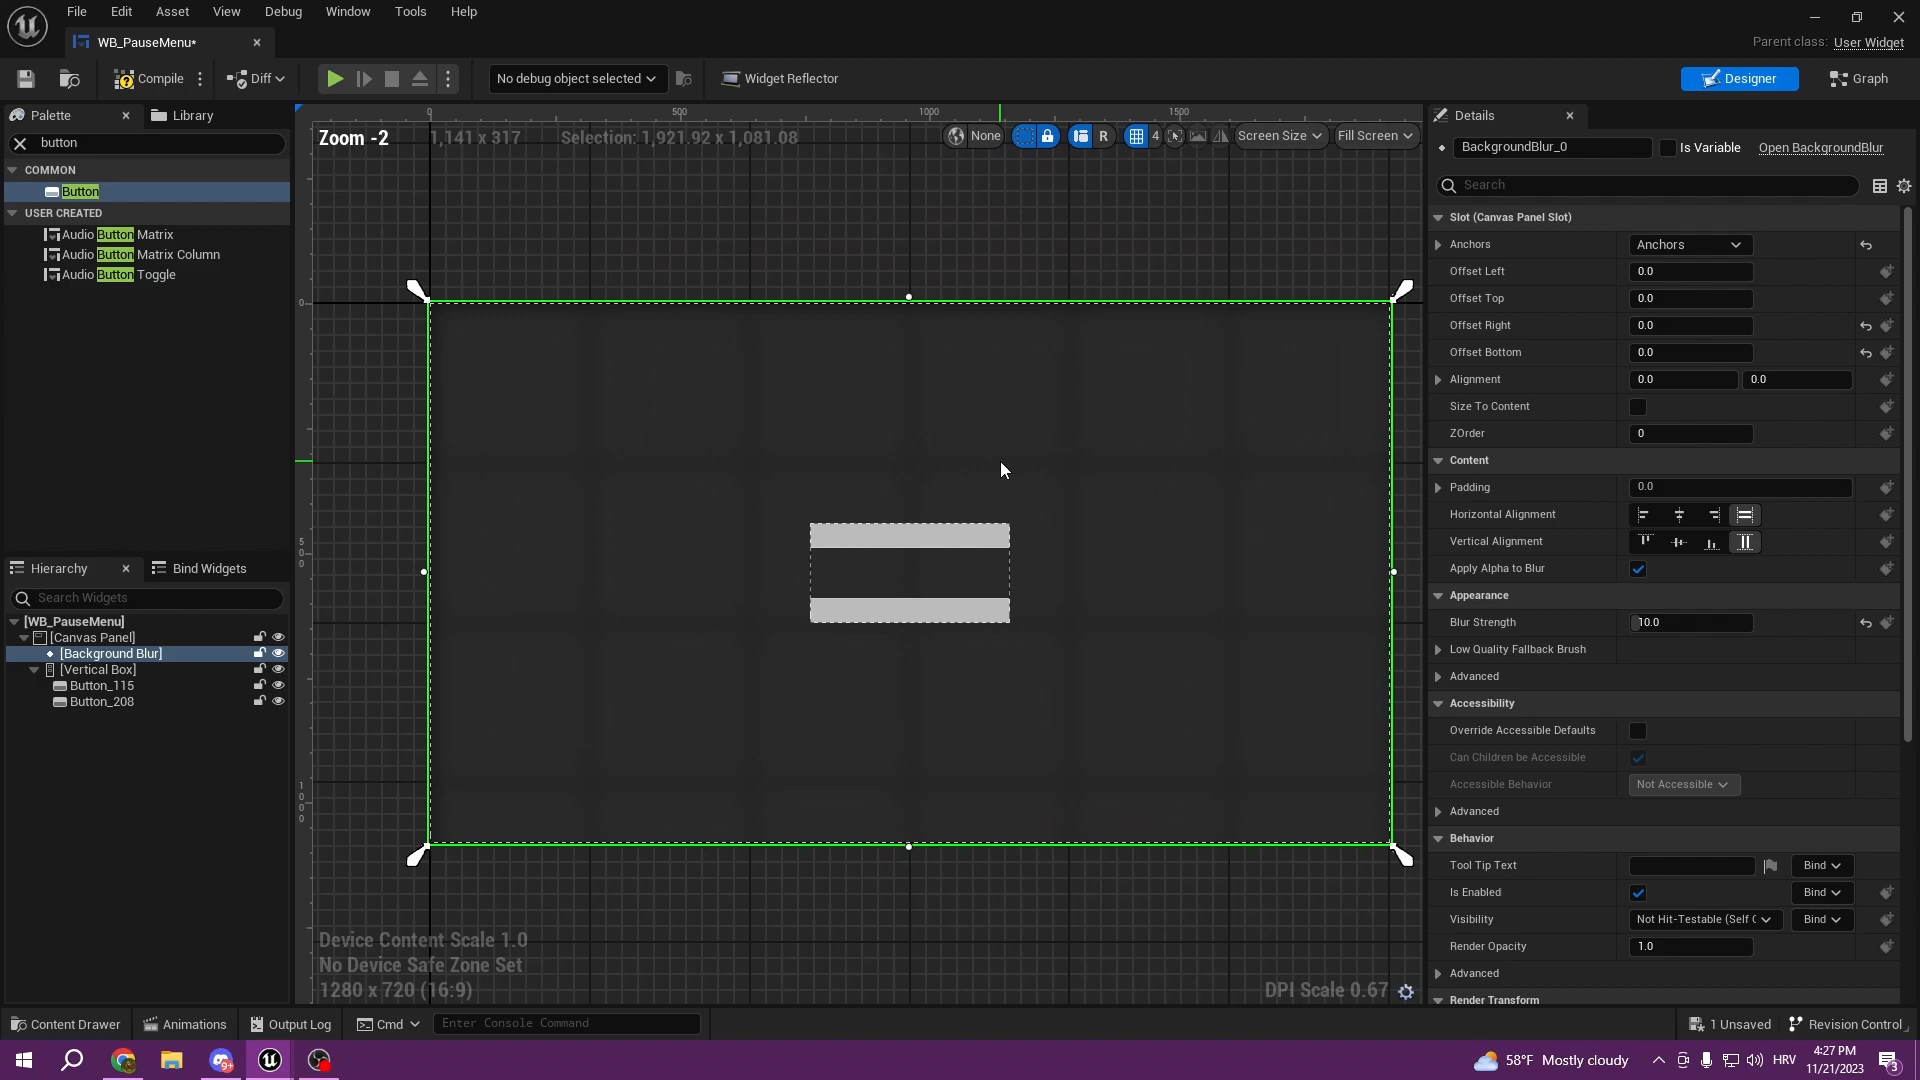 File Edit Asset View Debug Window Tools Help
WB_PauseMenu*
Parent class: User Widget
Compile Diff No debug object selected Widget Reflector Designer Graph
Palette Library
button
COMMON
Button
USER CREATED
Audio Button Matrix
Audio Button Matrix Column
Audio Button Toggle
Hierarchy Bind Widgets
Search Widgets
[WB_PauseMenu]
[Canvas Panel]
[Background Blur]
[Vertical Box]
Button_115
Button_208
0 500 1000 1500
Zoom -2 1,141 x 317 Selection: 1,921.92 x 1,081.08 None R 4 Screen Size Fill Screen
0
500
1000
Device Content Scale 1.0
No Device Safe Zone Set
1280 x 720 (16:9)
DPI Scale 0.67
Details
BackgroundBlur_0 Is Variable Open BackgroundBlur
Search
Slot (Canvas Panel Slot)
Anchors Anchors
Offset Left 0.0
Offset Top 0.0
Offset Right 0.0
Offset Bottom 0.0
Alignment 0.0 0.0
Size To Content
ZOrder 0
Content
Padding 0.0
Horizontal Alignment
Vertical Alignment
Apply Alpha to Blur
Appearance
Blur Strength 10.0
Low Quality Fallback Brush
Advanced
Accessibility
Override Accessible Defaults
Can Children be Accessible
Accessible Behavior Not Accessible
Advanced
Behavior
Tool Tip Text Bind
Is Enabled Bind
Visibility Not Hit-Testable (Self Bind
Render Opacity 1.0
Advanced
Render Transform
Content Drawer Animations Output Log Cmd Enter Console Command 1 Unsaved Revision Control
9+ 58°F Mostly cloudy HRV 4:27 PM
11/21/2023 3